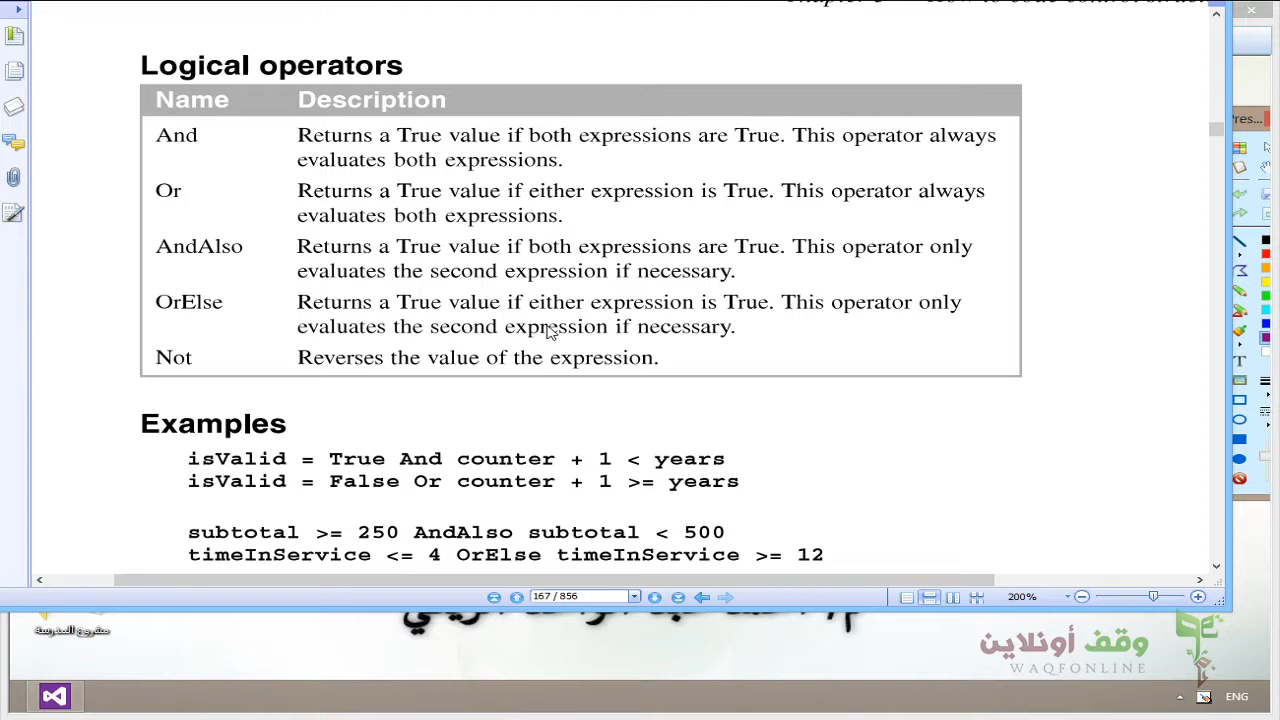 Logical operators
Name Description
And Returns a True value if both expressions are True. This operator always
evaluates both expressions.
Or Returns a True value if either expression is True. This operator always
evaluates both expressions.
AndAlso Returns a True value if both expressions are True. This operator only
evaluates the second expression if necessary.
OrElse Returns a True value if either expression is True. This operator only
evaluates the second expression if necessary.
Not Reverses the value of the expression.
Examples
isValid = True And counter + 1 < years
isValid = False Or counter + 1 >= years
subtotal >= 250 AndAlso subtotal < 500
timeInService <= 4 OrElse timeInService >= 12
167 / 856
200%
Pres...
مشروع المدرسة
وقف أونلاين
WAQFONLINE
ENG